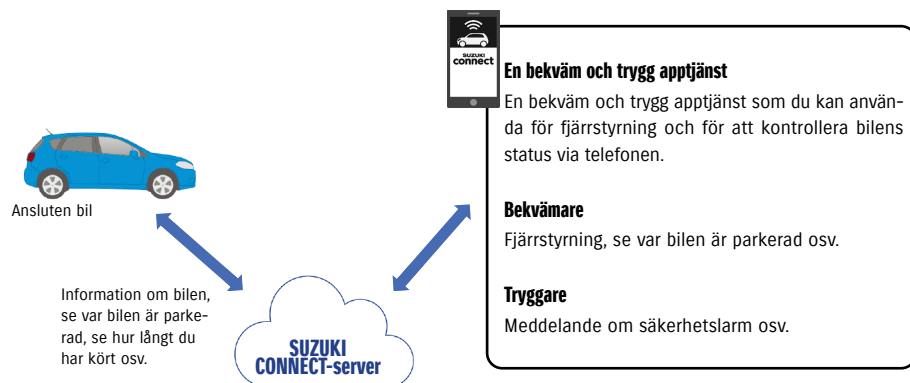 SUZUKI
connect
En bekväm och trygg apptjänst
En bekväm och trygg apptjänst som du kan använ-
da för fjärrstyrning och för att kontrollera bilens
status via telefonen.
Bekvämare
Fjärrstyrning, se var bilen är parkerad osv.
Tryggare
Meddelande om säkerhetslarm osv.
Ansluten bil
Information om bilen,
se var bilen är parke-
rad, se hur långt du
har kört osv.
SUZUKI
CONNECT-server